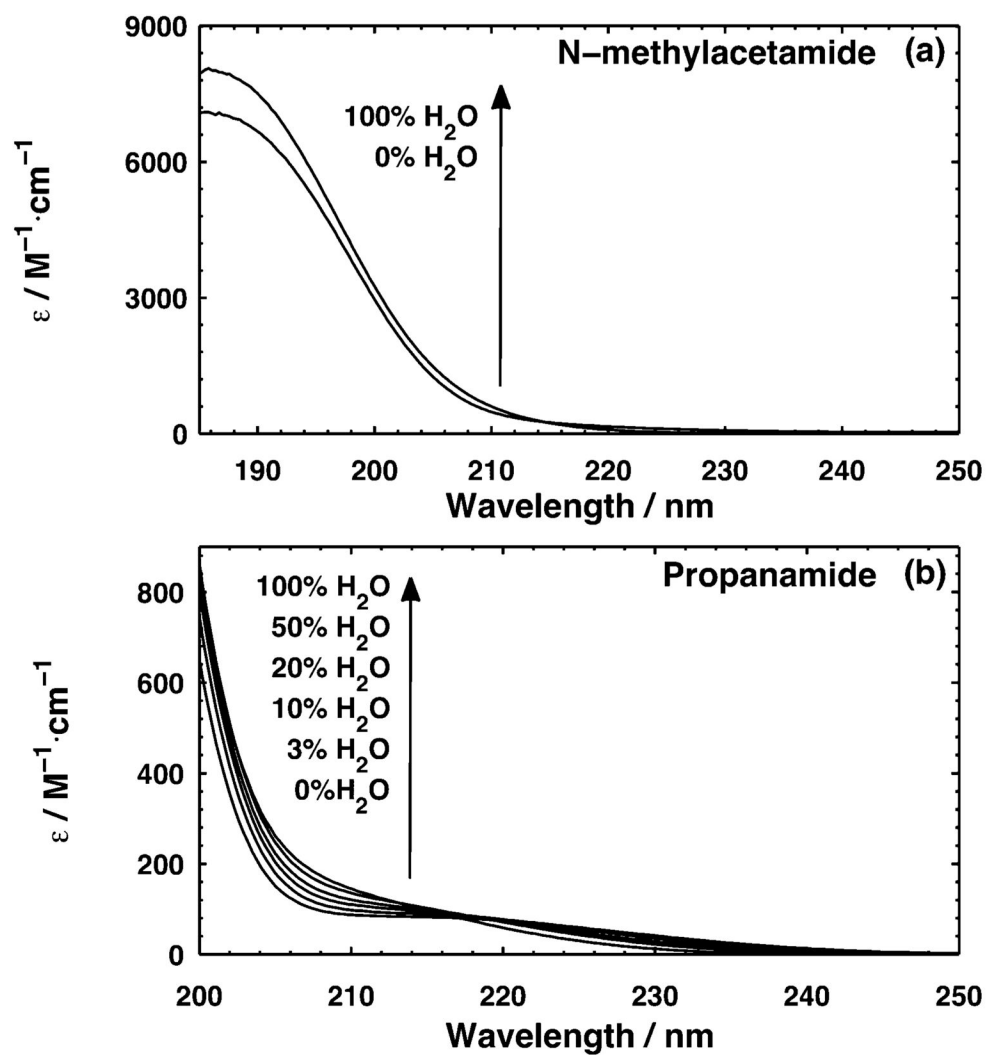 N−methylacetamide (a)
9000
6000
3000
0
ε / M⁻¹·cm⁻¹
100% H₂O
0% H₂O
190 200 210 220 230 240 250
Wavelength / nm
Propanamide (b)
800
600
400
200
0
ε / M⁻¹·cm⁻¹
100% H₂O
50% H₂O
20% H₂O
10% H₂O
3% H₂O
0%H₂O
200 210 220 230 240 250
Wavelength / nm